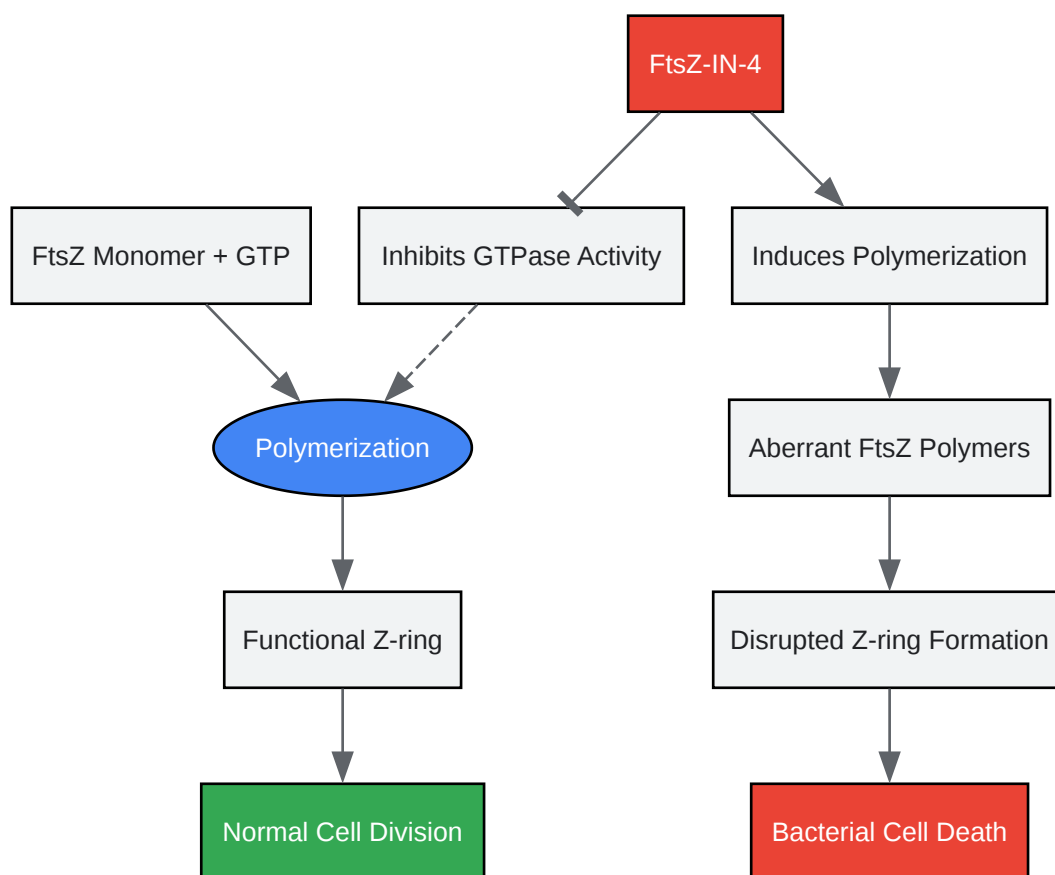 FtsZ-IN-4
FtsZ Monomer + GTP
Inhibits GTPase Activity
Induces Polymerization
Polymerization
Aberrant FtsZ Polymers
Functional Z-ring
Disrupted Z-ring Formation
Normal Cell Division
Bacterial Cell Death